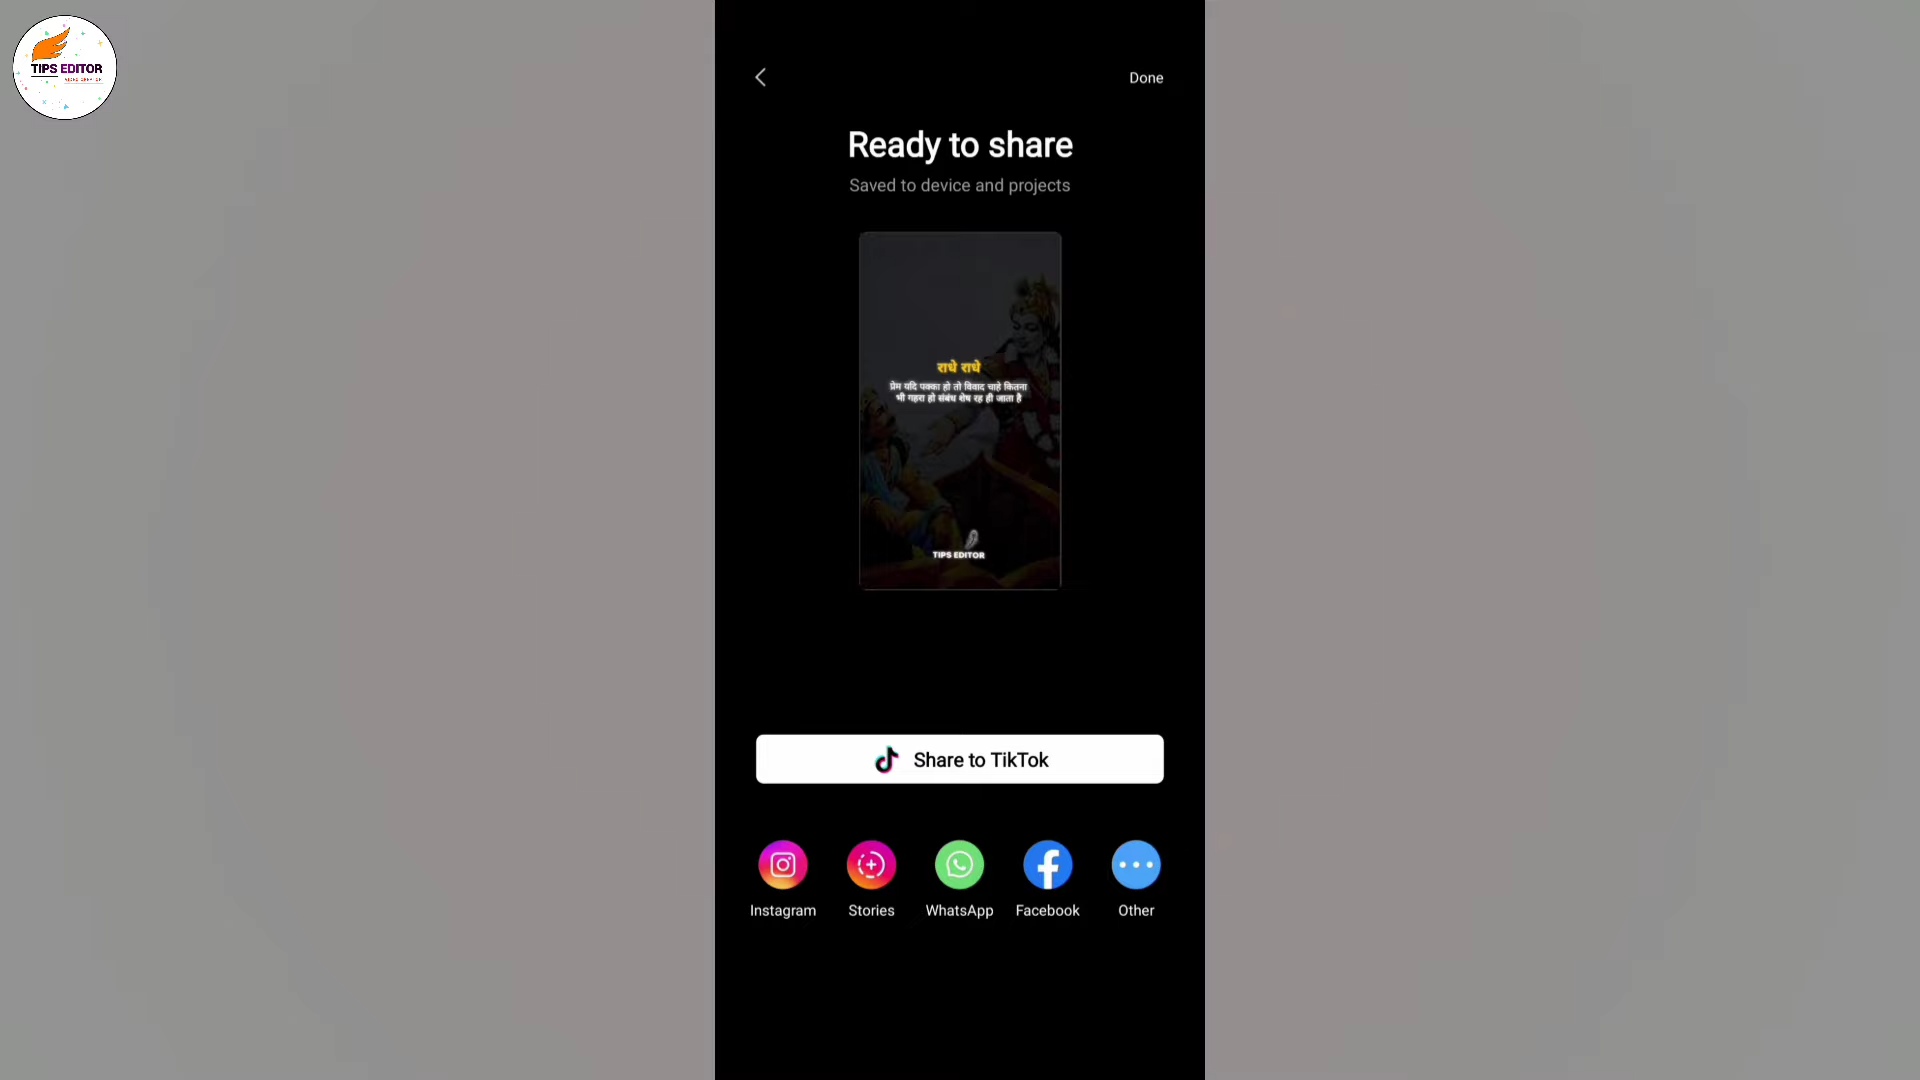 TIPS EDITOR
Done
Ready to share
Saved to device and projects
राधे राधे
प्रेम यदि पक्का हो तो विवाद चाहे कितना
भी गहरा हो संबंध शेष रह ही जाता है
TIPS EDITOR
Share to TikTok
Instagram
Stories
WhatsApp
Facebook
Other